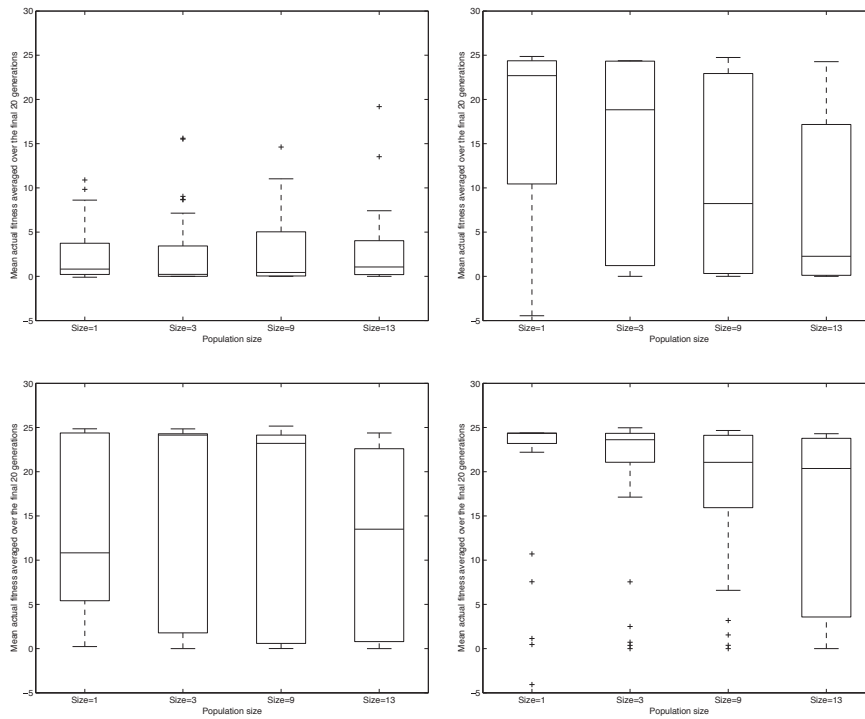 Mean actual fitness averaged over the final 20 generations
30
25
20
15
10
5
0
−5
Size=1 Size=3 Size=9 Size=13
Population size
Mean actual fitness averaged over the final 20 generations
30
25
20
15
10
5
0
−5
Size=1 Size=3 Size=9 Size=13
Population size
Mean actual fitness averaged over the final 20 generations
30
25
20
15
10
5
0
−5
Size=1 Size=3 Size=9 Size=13
Population size
Mean actual fitness averaged over the final 20 generations
30
25
20
15
10
5
0
−5
Size=1 Size=3 Size=9 Size=13
Population size